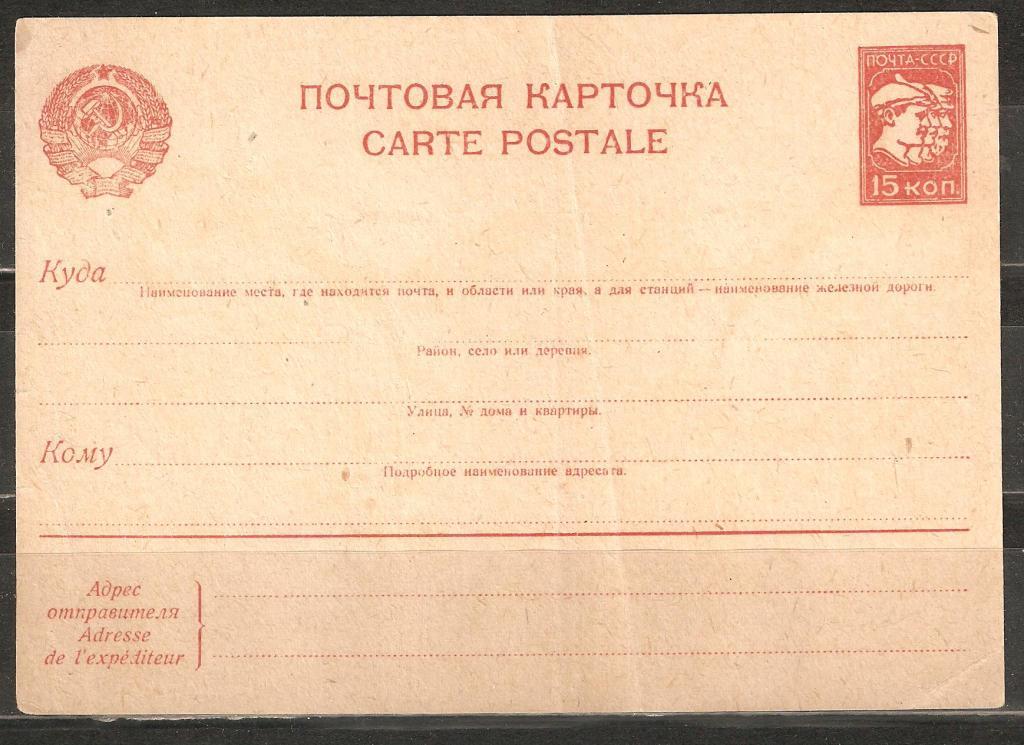 ПОЧТОВАЯ КАРТОЧКА
CARTE POSTALE
ПОЧТА-СССР
15 КОП.
Куда
Наименование места, где находится почта, и области или края, а для станций — наименование железной дороги.
Район, село или деревня.
Улица, № дома и квартиры.
Кому
Подробное наименование адресата.
Адрес
отправителя
Adresse
de l'expéditeur